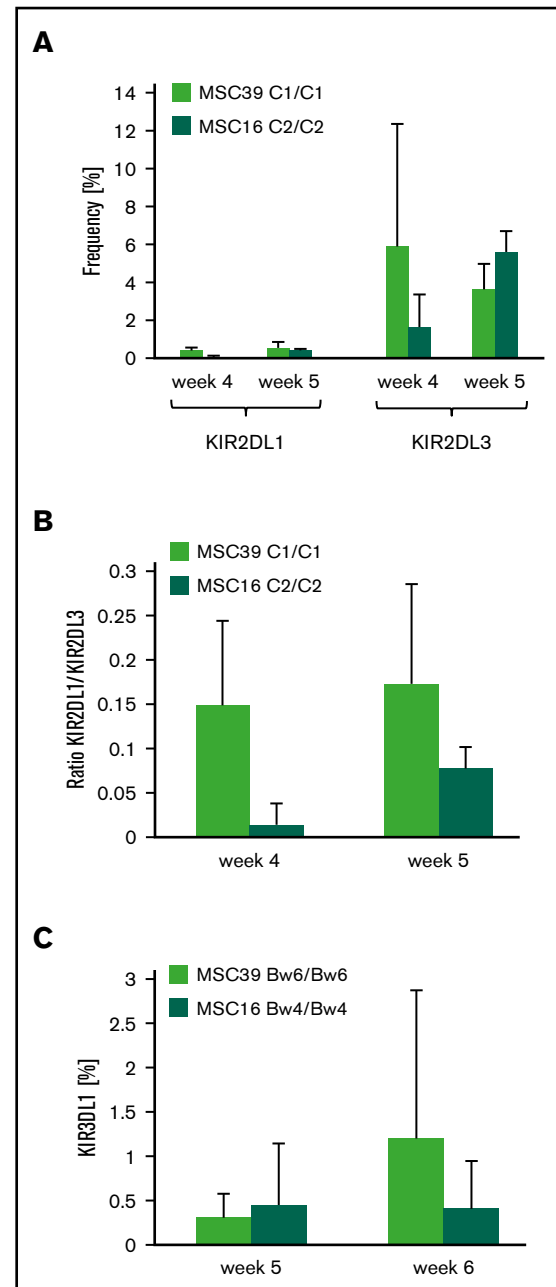 A
MSC39 C1/C1
MSC16 C2/C2
Frequency [%]
14
12
10
8
6
4
2
0
week 4 week 5 week 4 week 5
KIR2DL1 KIR2DL3
B
MSC39 C1/C1
MSC16 C2/C2
Ratio KIR2DL1/KIR2DL3
0.3
0.25
0.2
0.15
0.1
0.05
0
week 4 week 5
C
MSC39 Bw6/Bw6
MSC16 Bw4/Bw4
KIR3DL1 [%]
3
2.5
2
1.5
1
0.5
0
week 5 week 6